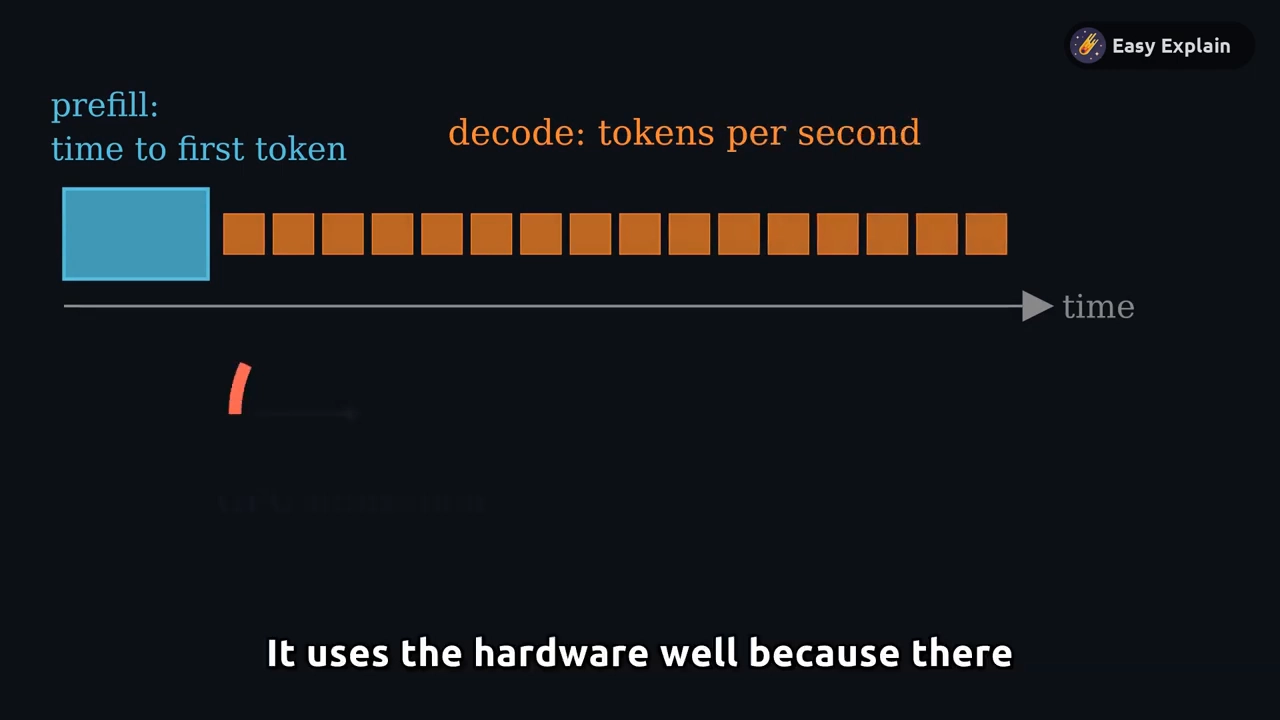 Easy Explain
prefill:
time to first token
decode: tokens per second
time
It uses the hardware well because there